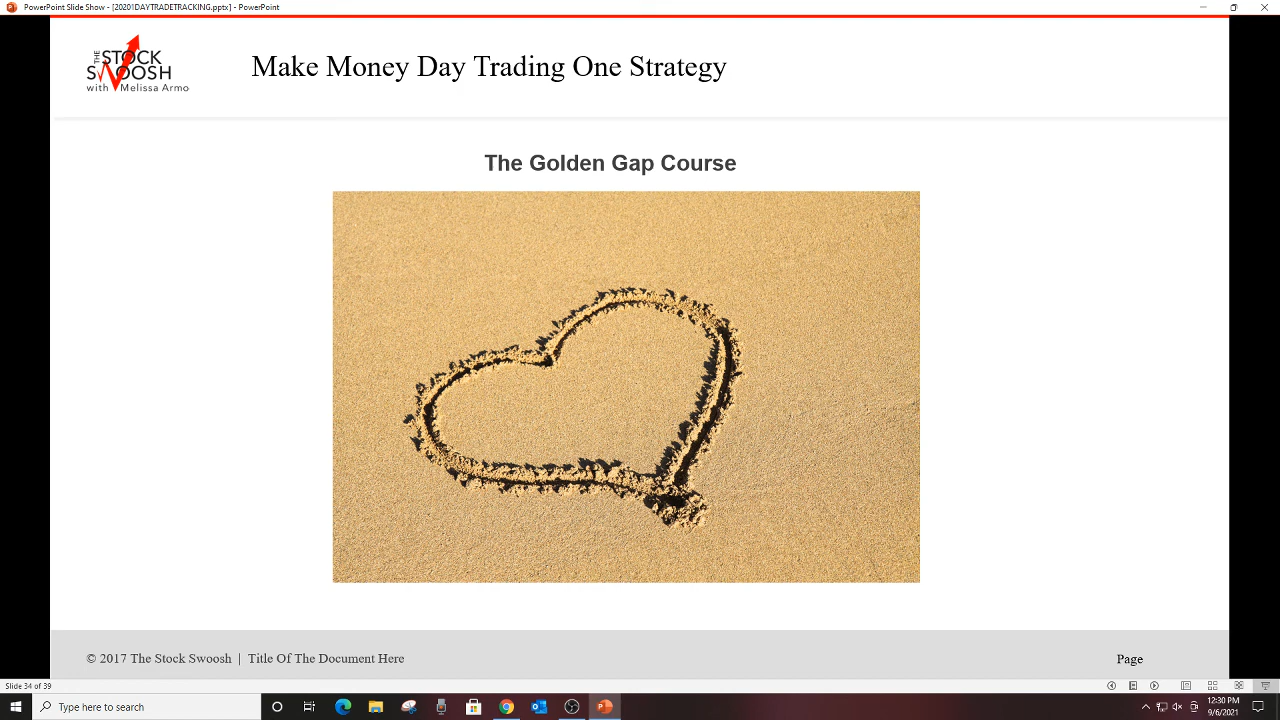 PowerPoint Slide Show - [20201DAYTRADETRACKING.pptx] - PowerPoint
THE STOCK
SWOOSH
with Melissa Armo
Make Money Day Trading One Strategy
The Golden Gap Course
© 2017 The Stock Swoosh | Title Of The Document Here
Page
Slide 34 of 39
Type here to search
12:30 PM
9/6/2021